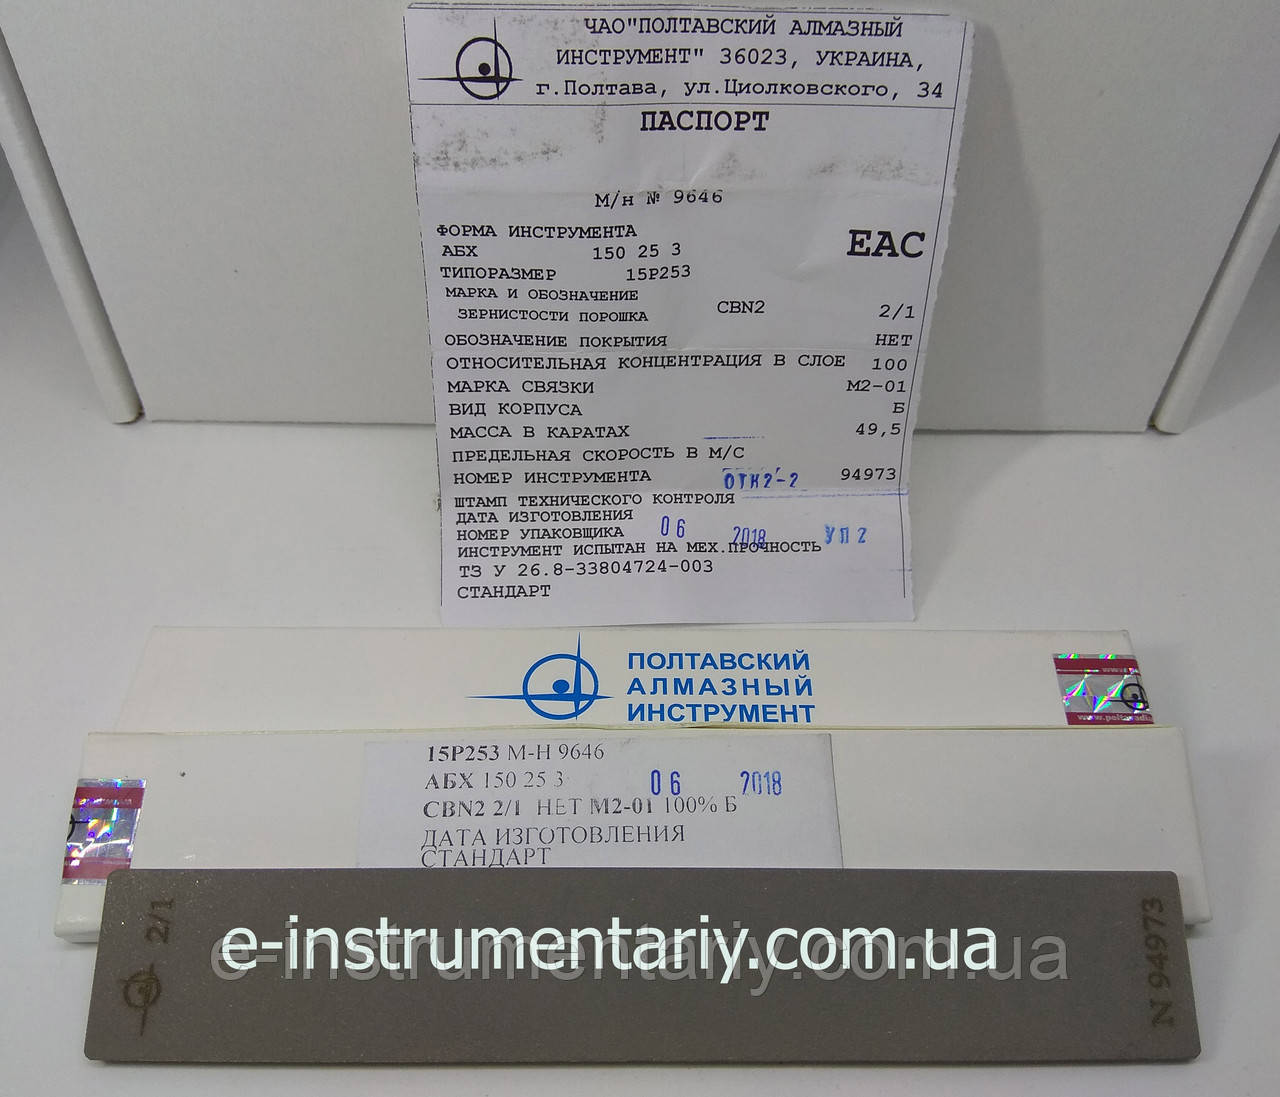 ЧАО"ПОЛТАВСКИЙ АЛМАЗНЫЙ
ИНСТРУМЕНТ" 36023, УКРАИНА,
г.Полтава, ул.Циолковского, 34
ПАСПОРТ
М/н № 9646
ФОРМА ИНСТРУМЕНТА
АБХ 150 25 3
ЕАС
ТИПОРАЗМЕР 15Р253
МАРКА И ОБОЗНАЧЕНИЕ
ЗЕРНИСТОСТИ ПОРОШКА CBN2 2/1
ОБОЗНАЧЕНИЕ ПОКРЫТИЯ НЕТ
ОТНОСИТЕЛЬНАЯ КОНЦЕНТРАЦИЯ В СЛОЕ 100
МАРКА СВЯЗКИ М2-01
ВИД КОРПУСА Б
МАССА В КАРАТАХ 49,5
ПРЕДЕЛЬНАЯ СКОРОСТЬ В М/С
НОМЕР ИНСТРУМЕНТА 94973
ОТК2-2
ШТАМП ТЕХНИЧЕСКОГО КОНТРОЛЯ
ДАТА ИЗГОТОВЛЕНИЯ 06 2018
НОМЕР УПАКОВЩИКА УП2
ИНСТРУМЕНТ ИСПЫТАН НА МЕХ.ПРОЧНОСТЬ
ТЗ У 26.8-33804724-003
СТАНДАРТ
ПОЛТАВСКИЙ
АЛМАЗНЫЙ
ИНСТРУМЕНТ
15Р253 М-Н 9646
АБХ 150 25 3 06 2018
CBN2 2/1 НЕТ М2-01 100% Б
ДАТА ИЗГОТОВЛЕНИЯ
СТАНДАРТ
2/1
e-instrumentariy.com.ua
e-instrumentariy.com.ua
N 94973